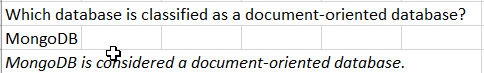 Which database is classified as a document-oriented database?
MongoDB
MongoDB is considered a document-oriented database.